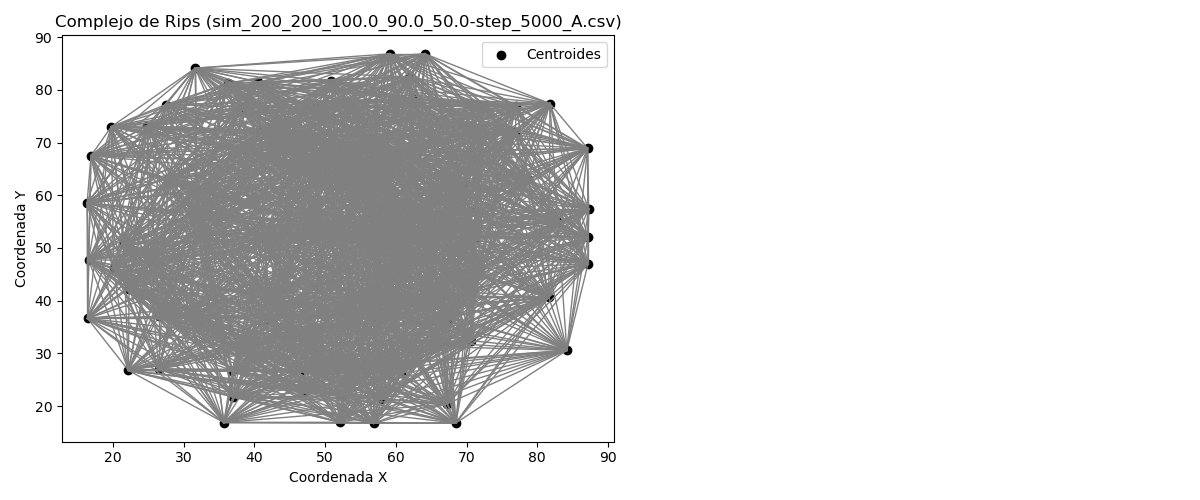 Complejo de Rips (sim_200_200_100.0_90.0_50.0-step_5000_A.csv)
Centroides
90
80
70
60
50
40
30
20
Coordenada Y
20 30 40 50 60 70 80 90
Coordenada X